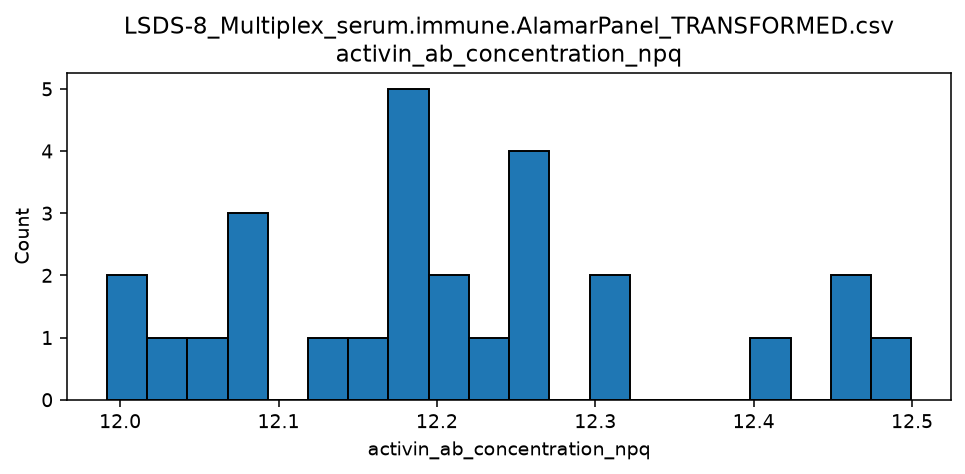 LSDS-8_Multiplex_serum.immune.AlamarPanel_TRANSFORMED.csv
activin_ab_concentration_npq
Count
5
4
3
2
1
0
12.0 12.1 12.2 12.3 12.4 12.5
activin_ab_concentration_npq